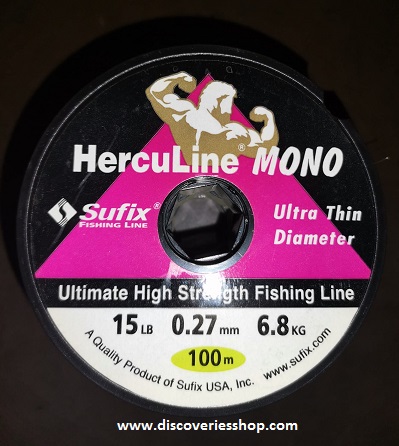 HercuLine® MONO
Sufix®
FISHING LINE
Ultra Thin
Diameter
Ultimate High Strength Fishing Line
15 LB 0.27 mm 6.8 KG
100 m
A Quality Product of Sufix USA, Inc. www.sufix.com
www.discoveriesshop.com